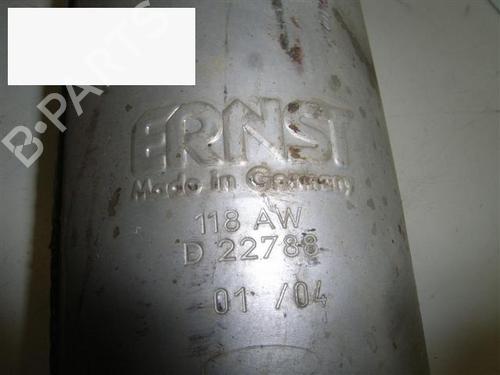 B-PARTS
ERNST
Made in Germany
118 AW
D 22788
01 /04